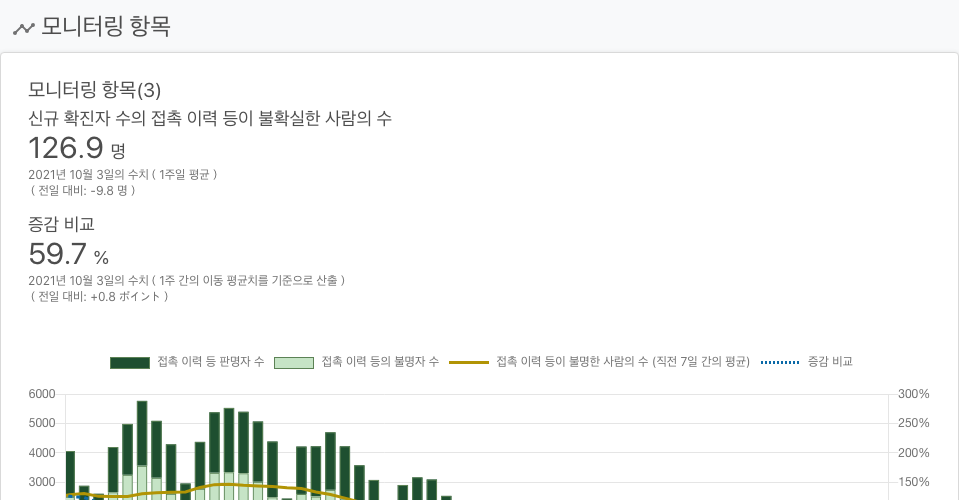 모니터링 항목
모니터링 항목(3)
신규 확진자 수의 접촉 이력 등이 불확실한 사람의 수
126.9 명
2021년 10월 3일의 수치 ( 1주일 평균 )
( 전일 대비: -9.8 명 )
증감 비교
59.7 %
2021년 10월 3일의 수치 ( 1주 간의 이동 평균치를 기준으로 산출 )
( 전일 대비: +0.8 ポイント )
접촉 이력 등 판명자 수 접촉 이력 등의 불명자 수 접촉 이력 등이 불명한 사람의 수 (직전 7일 간의 평균) 증감 비교
6000 300%
5000 250%
4000 200%
3000 150%